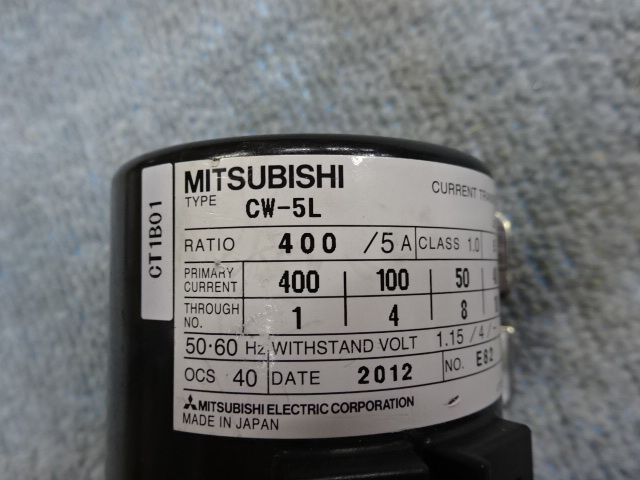 CT1B01
MITSUBISHI
TYPE CW-5L CURRENT
RATIO 400 /5 A CLASS 1.0
PRIMARY CURRENT 400 100 50
THROUGH NO. 1 4 8
50·60 Hz WITHSTAND VOLT 1.15 / 4 / -
OCS 40 DATE 2012 NO. E82
MITSUBISHI ELECTRIC CORPORATION
MADE IN JAPAN